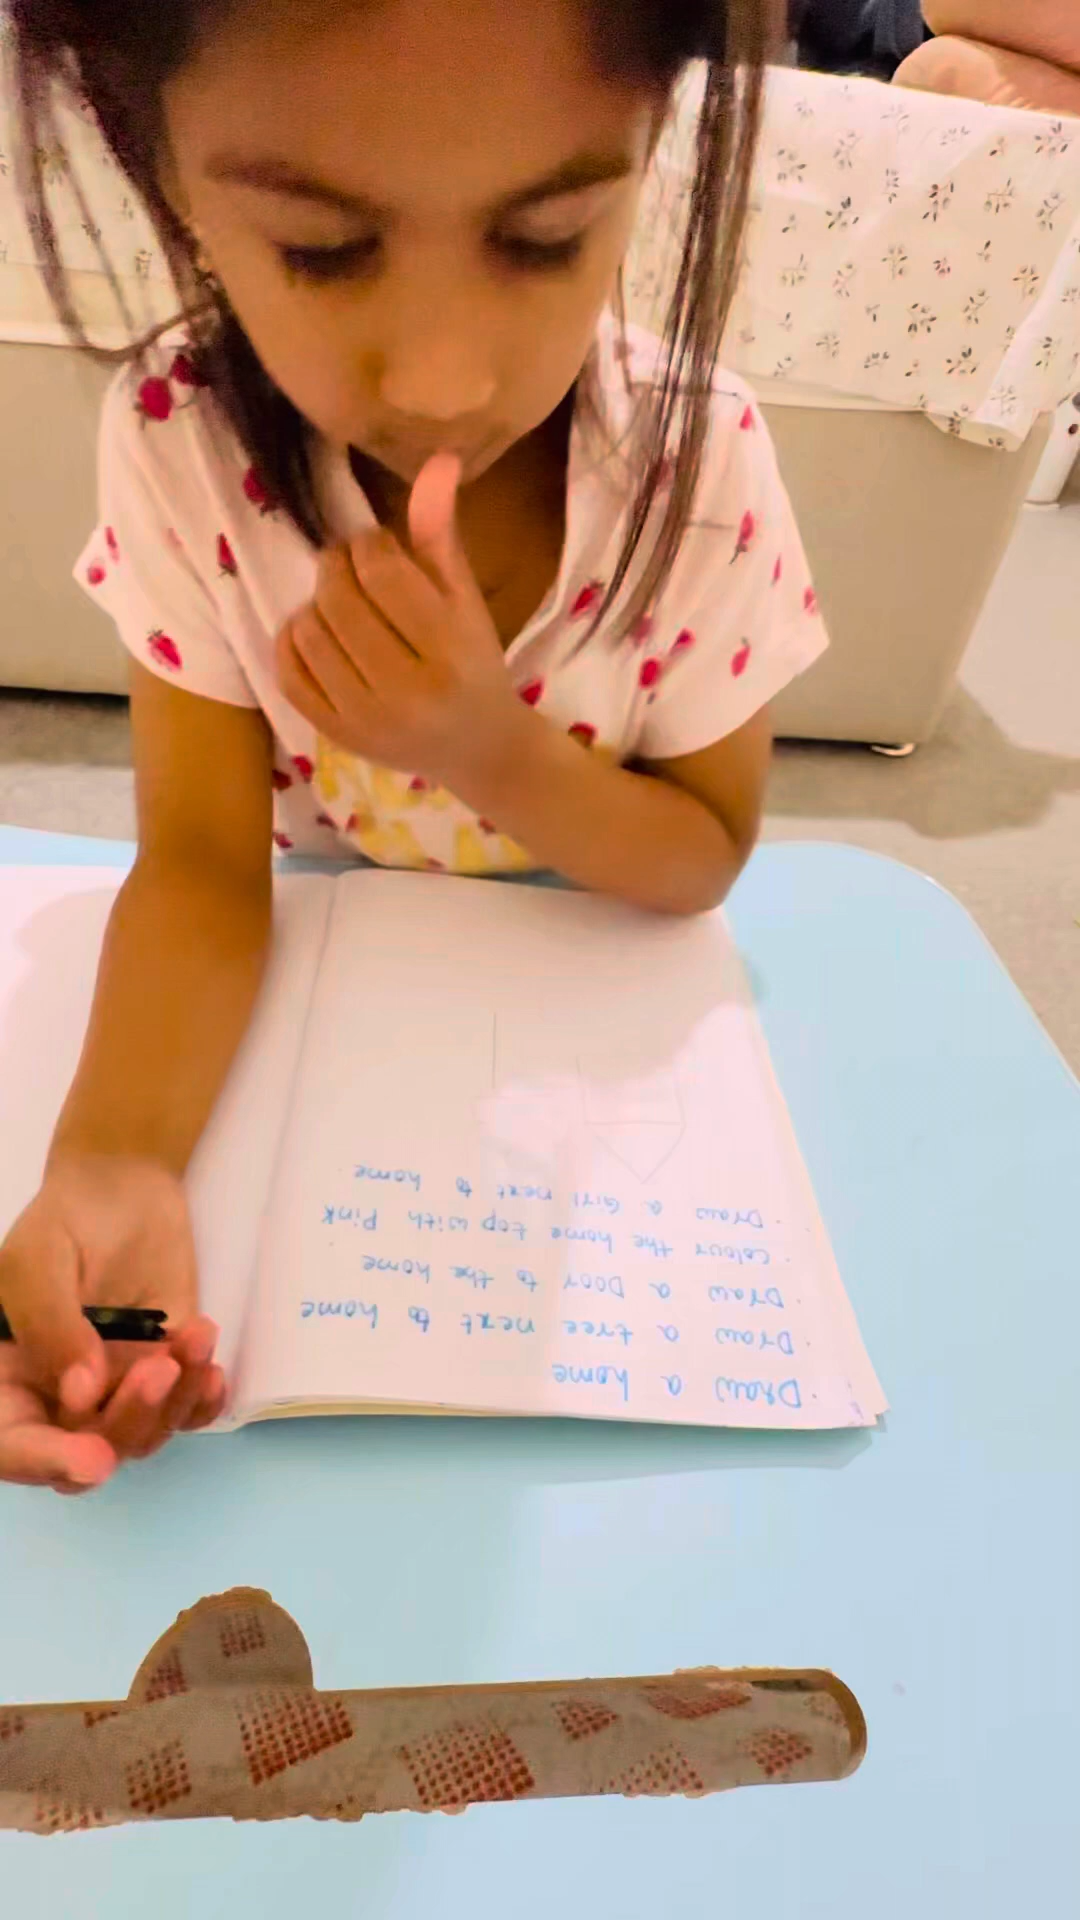 . Draw a home
. Draw a tree next to home
. Draw a Door to the home
. Colour the home top with Pink
. Draw a Girl next to home